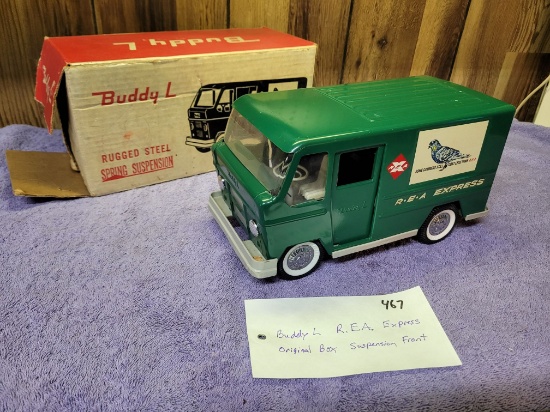 Buddy L
Buddy L
RUGGED STEEL
SPRING SUSPENSION
R·E·A EXPRESS
467
Buddy L R.E.A. Express
Original Box Suspension Front